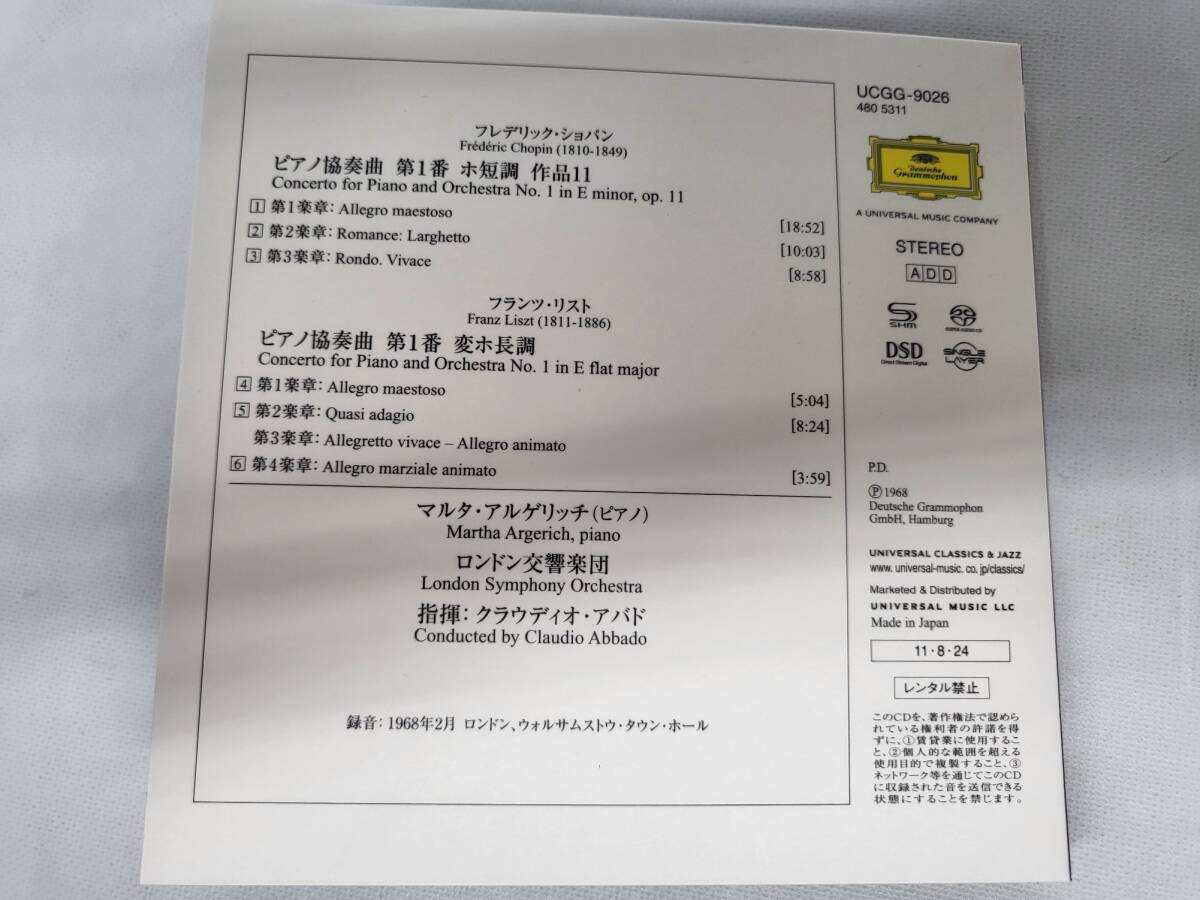 フレデリック・ショパン
Frédéric Chopin (1810-1849)
ピアノ協奏曲 第1番 ホ短調 作品11
Concerto for Piano and Orchestra No. 1 in E minor, op. 11
1 第1楽章: Allegro maestoso [18:52]
2 第2楽章: Romance: Larghetto [10:03]
3 第3楽章: Rondo. Vivace [8:58]
フランツ・リスト
Franz Liszt (1811-1886)
ピアノ協奏曲 第1番 変ホ長調
Concerto for Piano and Orchestra No. 1 in E flat major
4 第1楽章: Allegro maestoso [5:04]
5 第2楽章: Quasi adagio [8:24]
第3楽章: Allegretto vivace – Allegro animato
6 第4楽章: Allegro marziale animato [3:59]
マルタ・アルゲリッチ(ピアノ)
Martha Argerich, piano
ロンドン交響楽団
London Symphony Orchestra
指揮: クラウディオ・アバド
Conducted by Claudio Abbado
録音: 1968年2月 ロンドン、ウォルサムストウ・タウン・ホール
UCGG-9026
480 5311
Deutsche
Grammophon
A UNIVERSAL MUSIC COMPANY
STEREO
ADD
SHM
SUPER AUDIO CD
DSD
Direct Stream Digital
SINGLE
LAYER
P.D.
Ⓟ1968
Deutsche Grammophon
GmbH, Hamburg
UNIVERSAL CLASSICS & JAZZ
www. universal-music. co. jp/classics/
Marketed & Distributed by
UNIVERSAL MUSIC LLC
Made in Japan
11・8・24
レンタル禁止
このCDを、著作権法で認めら
れている権利者の許諾を得
ずに、①賃貸業に使用するこ
と、②個人的な範囲を超える
使用目的で複製すること、③
ネットワーク等を通じてこのCD
に収録された音を送信できる
状態にすることを禁じます。